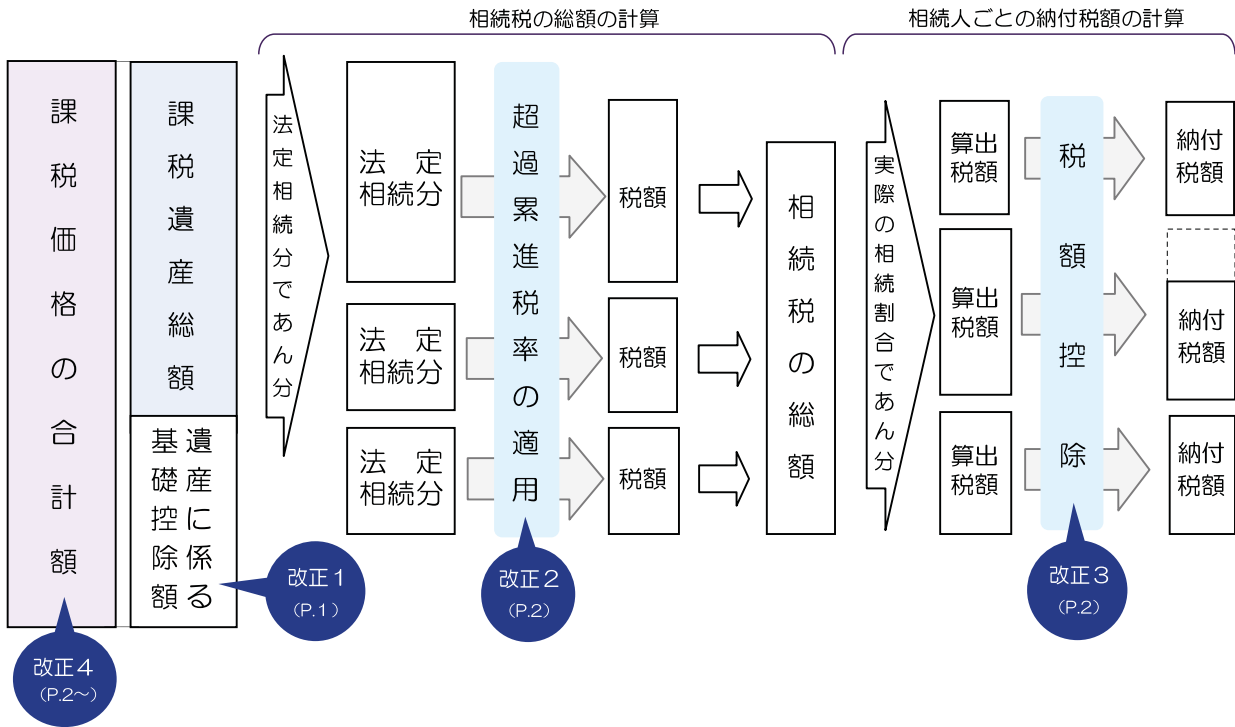 相続税の総額の計算
相続人ごとの納付税額の計算
課税価格の合計額
課税遺産総額
遺産に係る
基礎控除額
法定相続分であん分
法定
相続分
法定
相続分
法定
相続分
超過累進税率の適用
税額
税額
税額
相続税の総額
実際の相続割合であん分
算出
税額
算出
税額
算出
税額
税額控除
納付
税額
納付
税額
納付
税額
改正1
(P.1)
改正2
(P.2)
改正3
(P.2)
改正4
(P.2~)